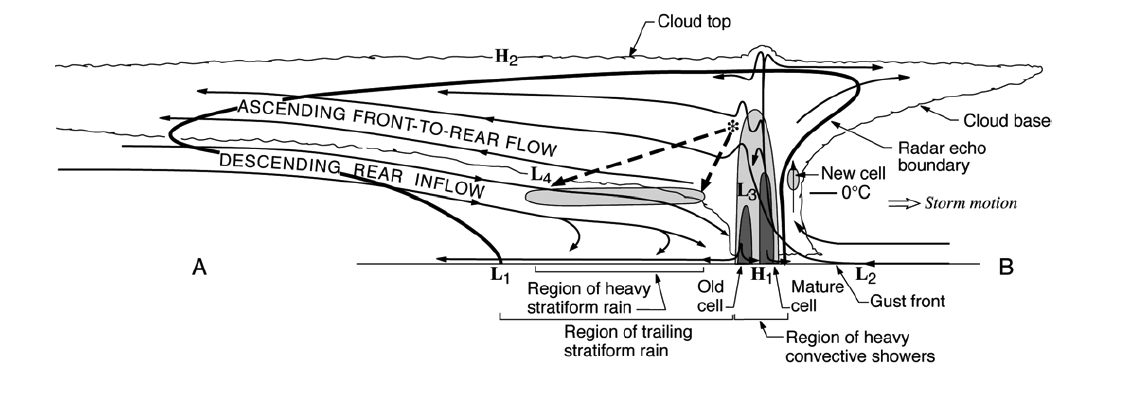 Cloud top
H2
ASCENDING FRONT-TO-REAR FLOW
Cloud base
Radar echo
boundary
DESCENDING REAR INFLOW
L4
L3
New cell
0°C
Storm motion
A
B
L1
H1
L2
Region of heavy
stratiform rain
Old
cell
Mature
cell
Gust front
Region of trailing
stratiform rain
Region of heavy
convective showers